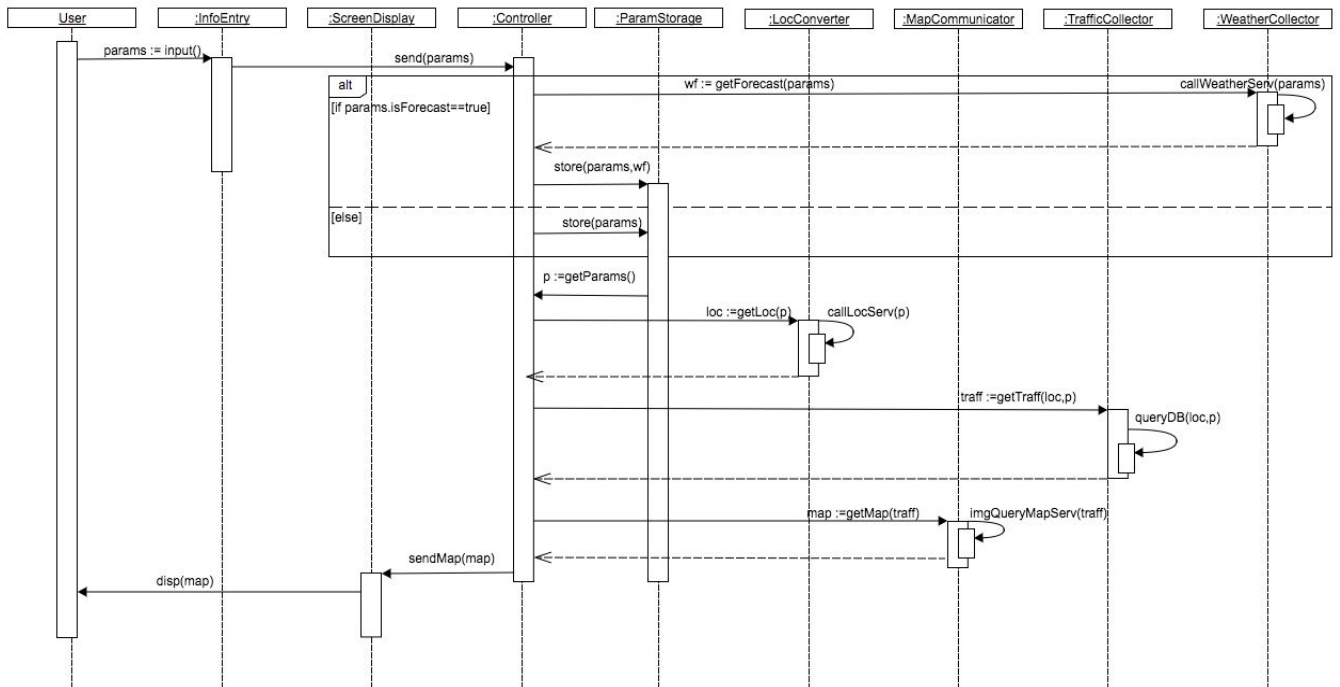 User
:InfoEntry
:ScreenDisplay
:Controller
:ParamStorage
:LocConverter
:MapCommunicator
:TrafficCollector
:WeatherCollector
params := input()
send(params)
alt
wf := getForecast(params)
callWeatherServ(params)
[if params.isForecast==true]
store(params,wf)
[else]
store(params)
p :=getParams()
loc :=getLoc(p)
callLocServ(p)
traff :=getTraff(loc,p)
queryDB(loc,p)
map :=getMap(traff)
imgQueryMapServ(traff)
sendMap(map)
disp(map)